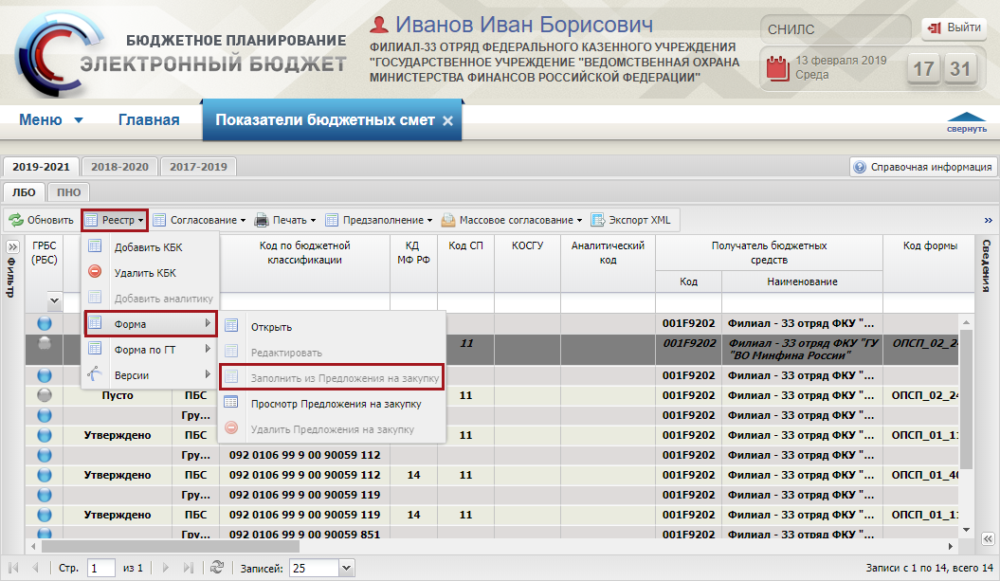 БЮДЖЕТНОЕ ПЛАНИРОВАНИЕ
ЭЛЕКТРОННЫЙ БЮДЖЕТ
Иванов Иван Борисович
ФИЛИАЛ-33 ОТРЯД ФЕДЕРАЛЬНОГО КАЗЕННОГО УЧРЕЖДЕНИЯ
"ГОСУДАРСТВЕННОЕ УЧРЕЖДЕНИЕ "ВЕДОМСТВЕННАЯ ОХРАНА
МИНИСТЕРСТВА ФИНАНСОВ РОССИЙСКОЙ ФЕДЕРАЦИИ"
СНИЛС
Выйти
13 февраля 2019
Среда
17 31
Меню Главная Показатели бюджетных смет
свернуть
2019-2021 2018-2020 2017-2019 Справочная информация
ЛБО ПНО
Обновить Реестр Согласование Печать Предзаполнение Массовое согласование Экспорт XML »
Фильтр
Сведения
ГРБС (РБС) Код по бюджетной классификации КД МФ РФ Код СП КОСГУ Аналитический код Получатель бюджетных средств Код формы
Код Наименование
Добавить КБК
Удалить КБК
Добавить аналитику
Форма
Форма по ГТ
Версии
Открыть
Редактировать
Заполнить из Предложения на закупку
Просмотр Предложения на закупку
Удалить Предложения на закупку
001F9202 Филиал - 33 отряд ФКУ "...
11 001F9202 Филиал - 33 отряд ФКУ "ГУ "ВО Минфина России" ОПСП_02_24
001F9202 Филиал - 33 отряд ФКУ "...
Пусто ПБС 11 001F9202 Филиал - 33 отряд ФКУ "... ОПСП_02_24
Гру... 001F9202 Филиал - 33 отряд ФКУ "...
Утверждено ПБС 11 001F9202 Филиал - 33 отряд ФКУ "... ОПСП_01_11
Гру... 092 0106 99 9 00 90059 112 001F9202 Филиал - 33 отряд ФКУ "...
Утверждено ПБС 092 0106 99 9 00 90059 112 14 11 001F9202 Филиал - 33 отряд ФКУ "... ОПСП_01_40
Гру... 092 0106 99 9 00 90059 119 001F9202 Филиал - 33 отряд ФКУ "...
Утверждено ПБС 092 0106 99 9 00 90059 119 14 11 001F9202 Филиал - 33 отряд ФКУ "... ОПСП_01_11
Гру... 092 0106 99 9 00 90059 851 001F9202 Филиал - 33 отряд ФКУ "...
Стр. 1 из 1 Записей: 25 Записи с 1 по 14, всего 14